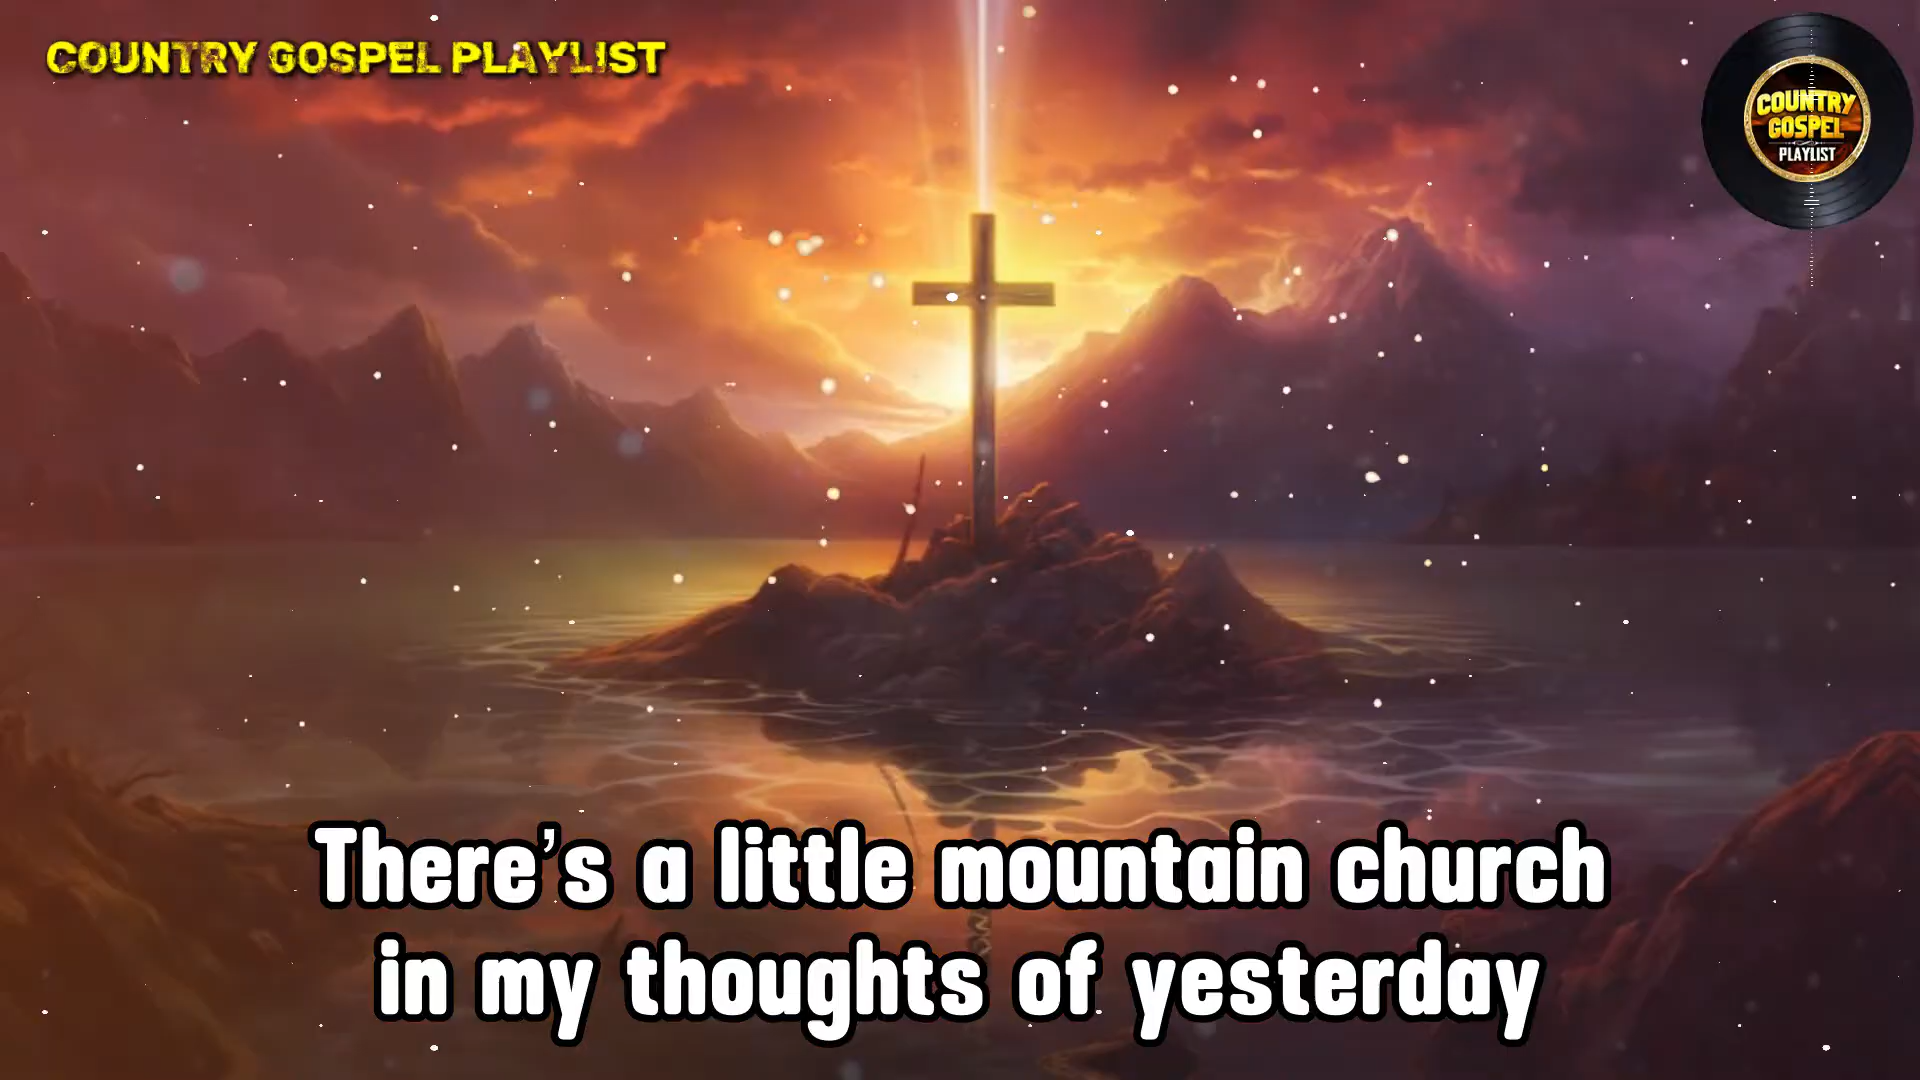 COUNTRY GOSPEL PLAYLIST
COUNTRY
GOSPEL
PLAYLIST
There's a little mountain church
in my thoughts of yesterday